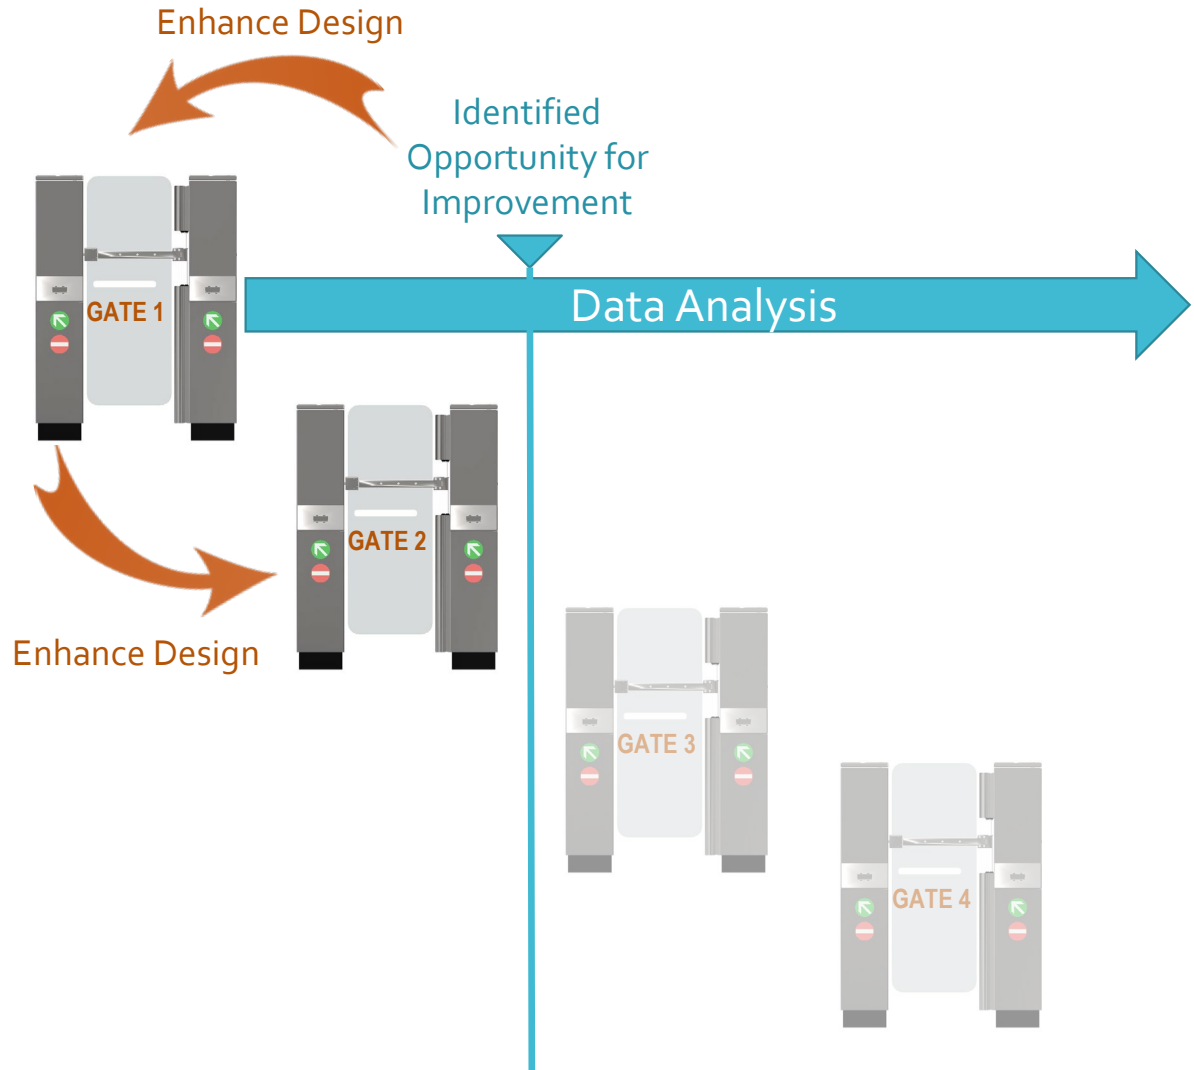 Enhance Design
Identified
Opportunity for
Improvement
Data Analysis
GATE 1
GATE 2
Enhance Design
GATE 3
GATE 4